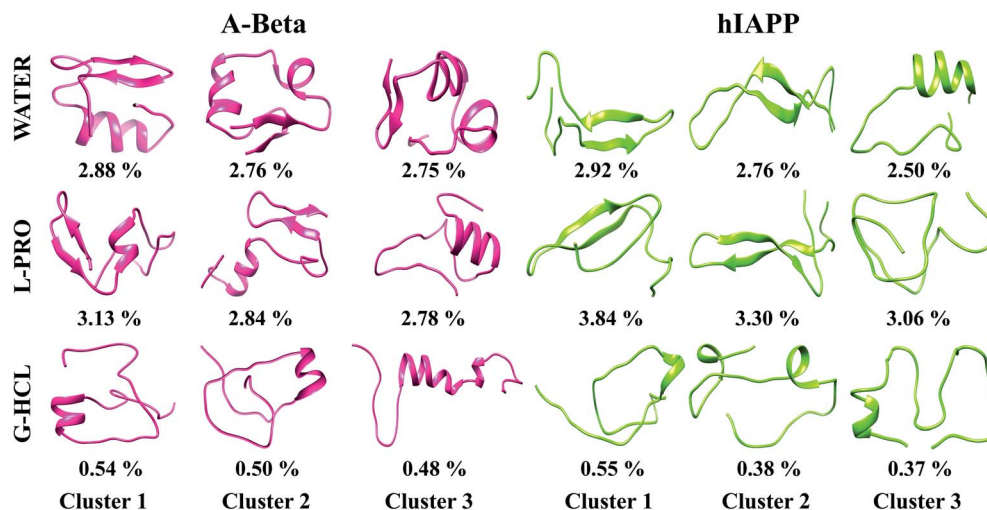 A-Beta hIAPP
WATER
2.88 % 2.76 % 2.75 % 2.92 % 2.76 % 2.50 %
L-PRO
3.13 % 2.84 % 2.78 % 3.84 % 3.30 % 3.06 %
G-HCL
0.54 % 0.50 % 0.48 % 0.55 % 0.38 % 0.37 %
Cluster 1 Cluster 2 Cluster 3 Cluster 1 Cluster 2 Cluster 3